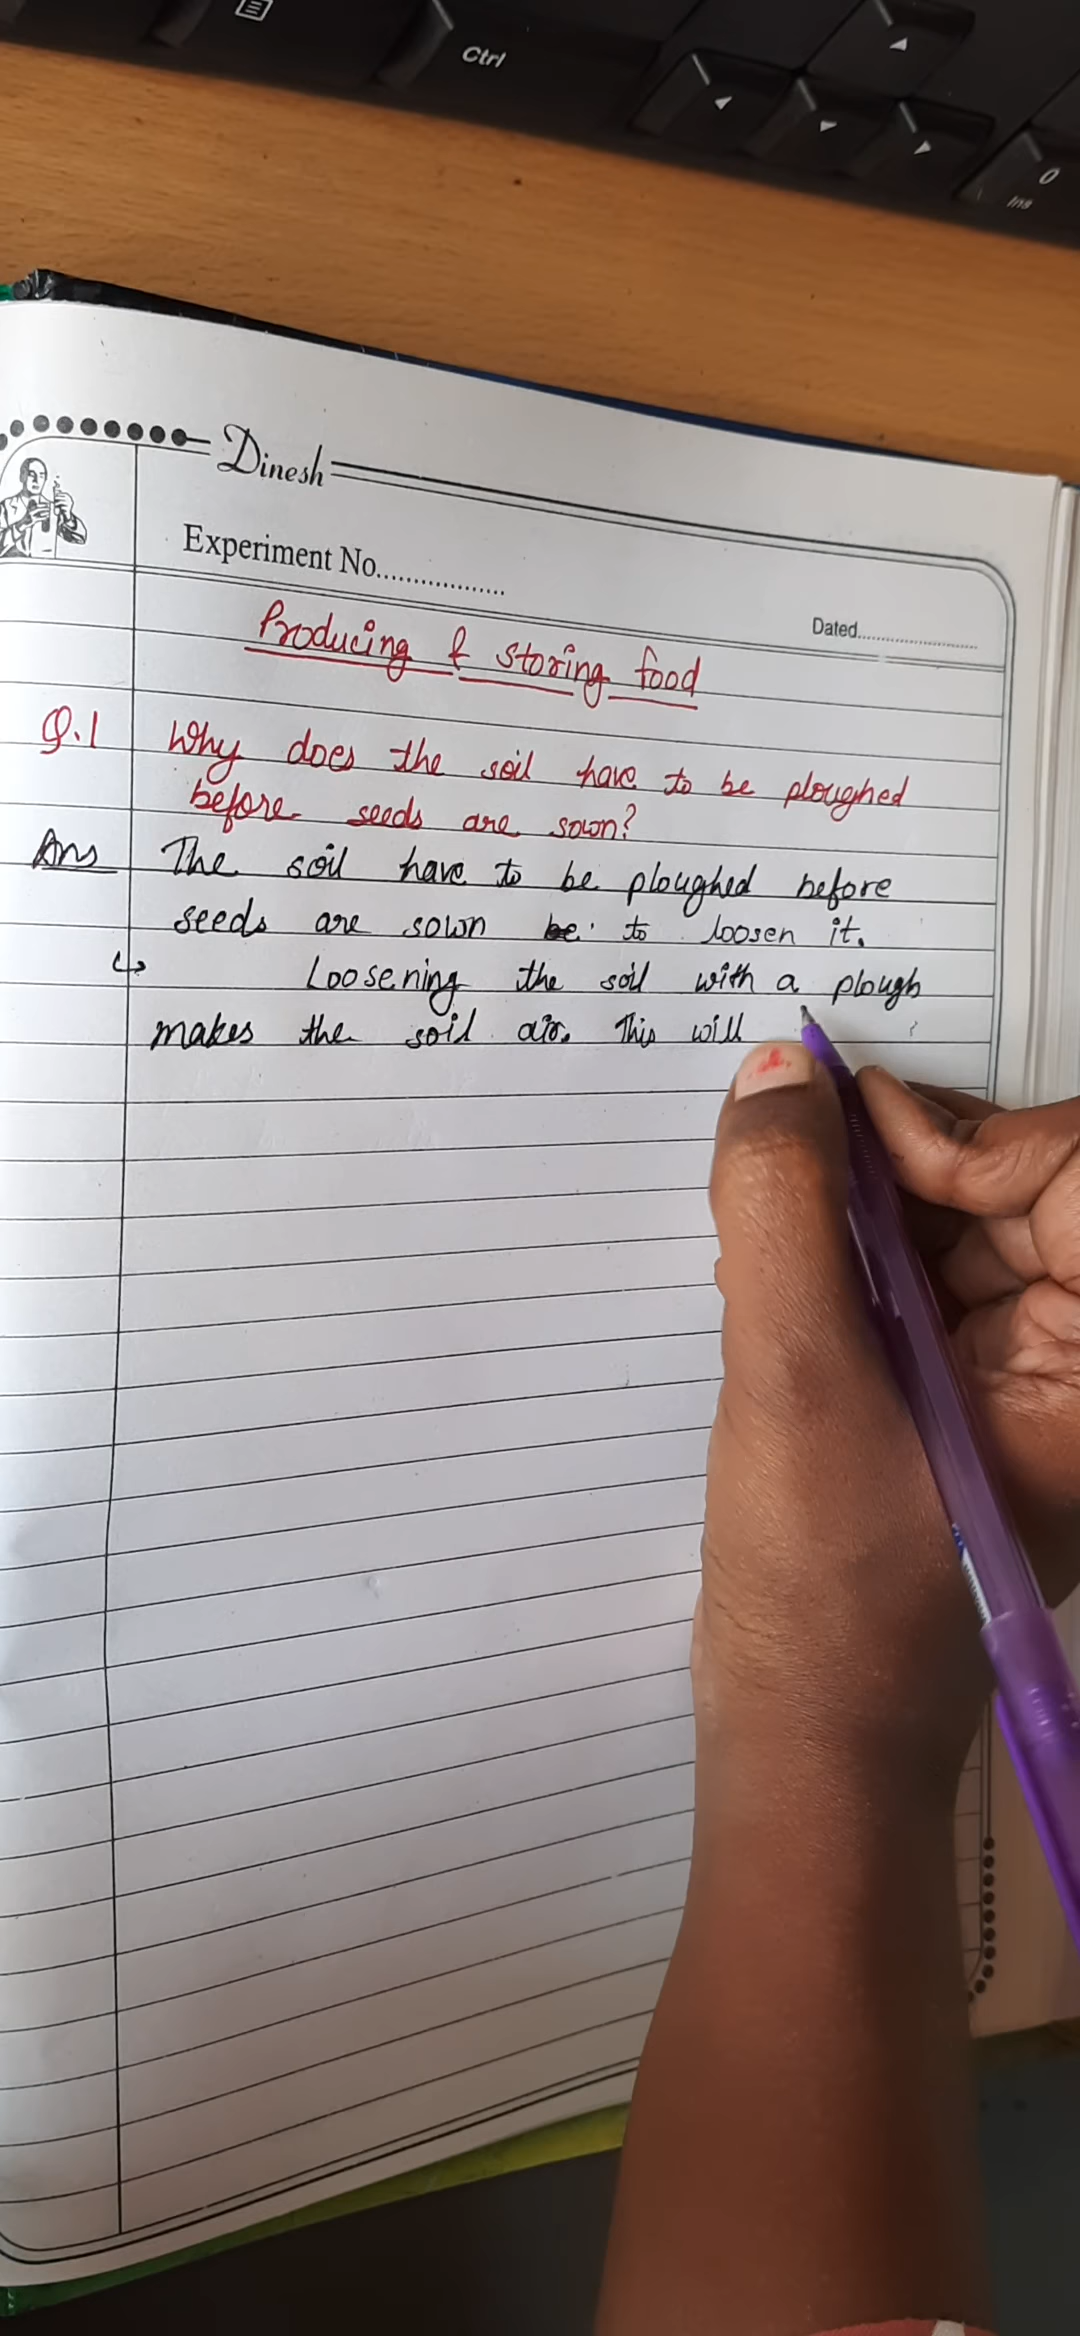 Ctrl
0
Ins
Dinesh
Experiment No..................
Dated........................
Producing & storing food
Q.1 Why does the soil have to be ploughed
before seeds are sown?
Ans The soil have to be ploughed before
seeds are sown to loosen it.
↳ Loosening the soil with a plough
makes the soil air. This will